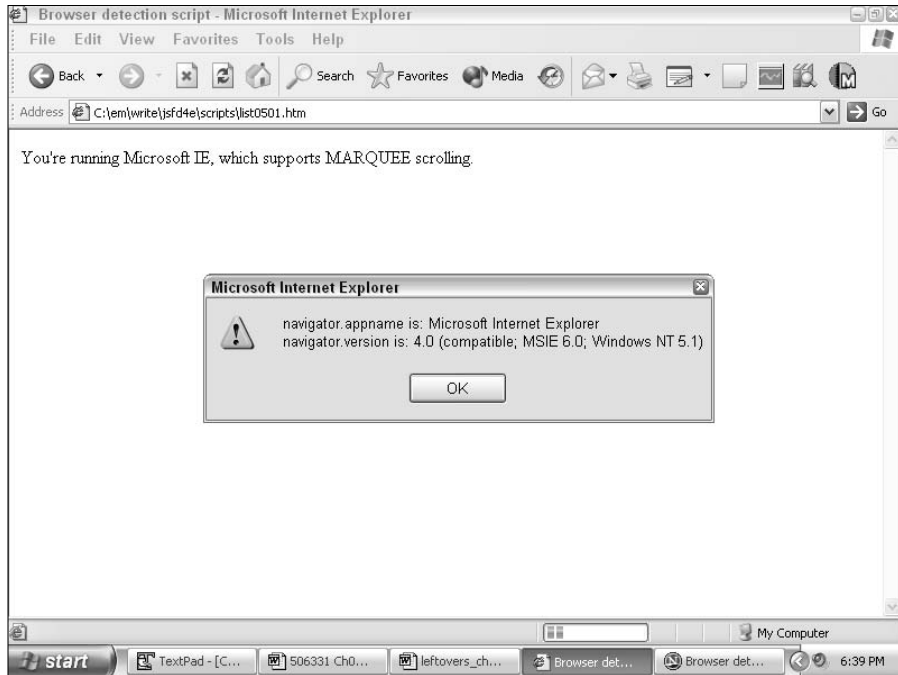 Browser detection script - Microsoft Internet Explorer
File Edit View Favorites Tools Help
Back Search Favorites Media
Address C:\em\write\jsfd4e\scripts\list0501.htm Go
You're running Microsoft IE, which supports MARQUEE scrolling.
Microsoft Internet Explorer
navigator.appname is: Microsoft Internet Explorer
navigator.version is: 4.0 (compatible; MSIE 6.0; Windows NT 5.1)
OK
My Computer
start TextPad - [C... 506331 Ch0... leftovers_ch... Browser det... Browser det... 6:39 PM